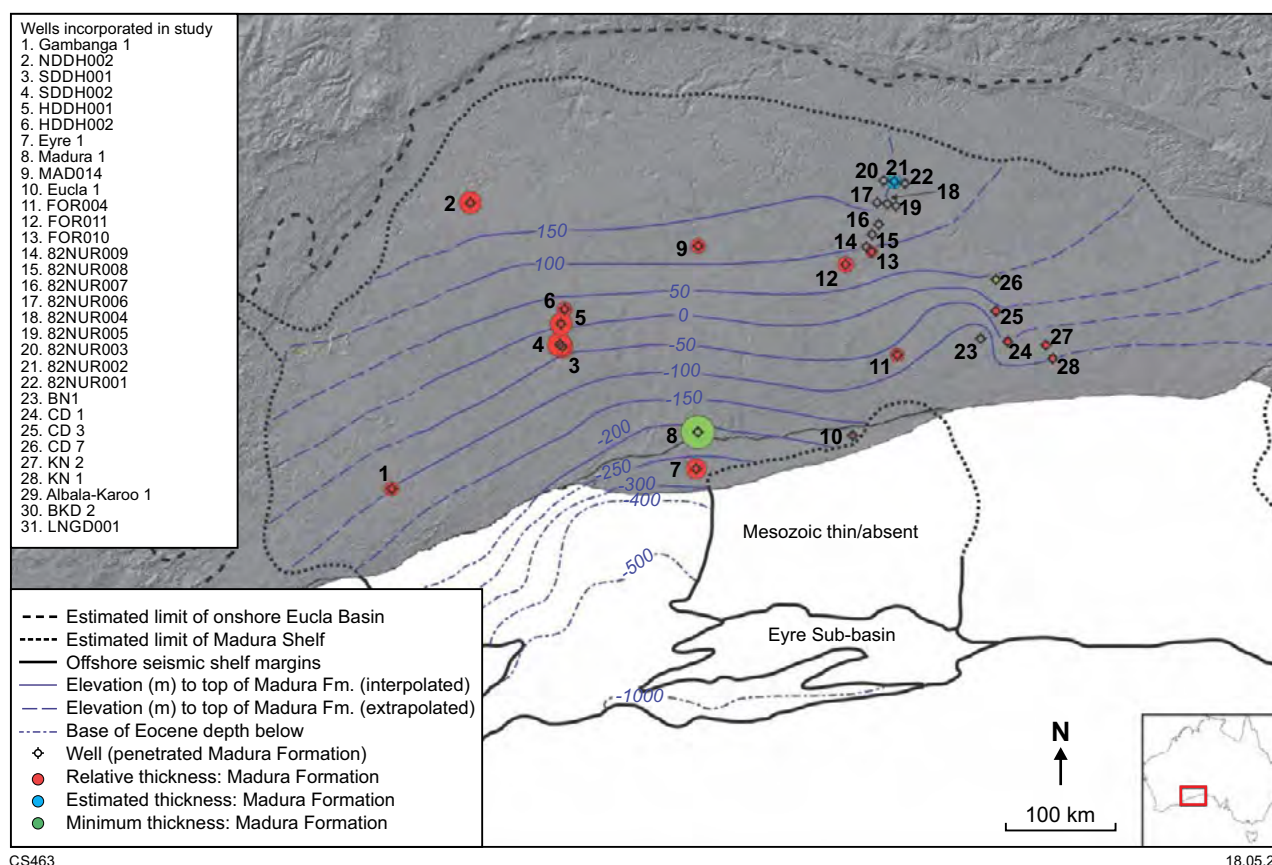 Wells incorporated in study
1. Gambanga 1
2. NDDH002
3. SDDH001
4. SDDH002
5. HDDH001
6. HDDH002
7. Eyre 1
8. Madura 1
9. MAD014
10. Eucla 1
11. FOR004
12. FOR011
13. FOR010
14. 82NUR009
15. 82NUR008
16. 82NUR007
17. 82NUR006
18. 82NUR004
19. 82NUR005
20. 82NUR003
21. 82NUR002
22. 82NUR001
23. BN1
24. CD 1
25. CD 3
26. CD 7
27. KN 2
28. KN 1
29. Albala-Karoo 1
30. BKD 2
31. LNGD001
20
21
22
2
17
18
19
16
150
9
14
15
13
100
12
26
50
6
25
5
0
4
-50
23
24
27
3
11
28
-100
-150
-200
8
10
1
-250
7
-300
-400
Mesozoic thin/absent
-500
Eyre Sub-basin
-1000
Estimated limit of onshore Eucla Basin
Estimated limit of Madura Shelf
Offshore seismic shelf margins
Elevation (m) to top of Madura Fm. (interpolated)
Elevation (m) to top of Madura Fm. (extrapolated)
Base of Eocene depth below
Well (penetrated Madura Formation)
Relative thickness: Madura Formation
Estimated thickness: Madura Formation
Minimum thickness: Madura Formation
N
100 km
CS463
18.05.2